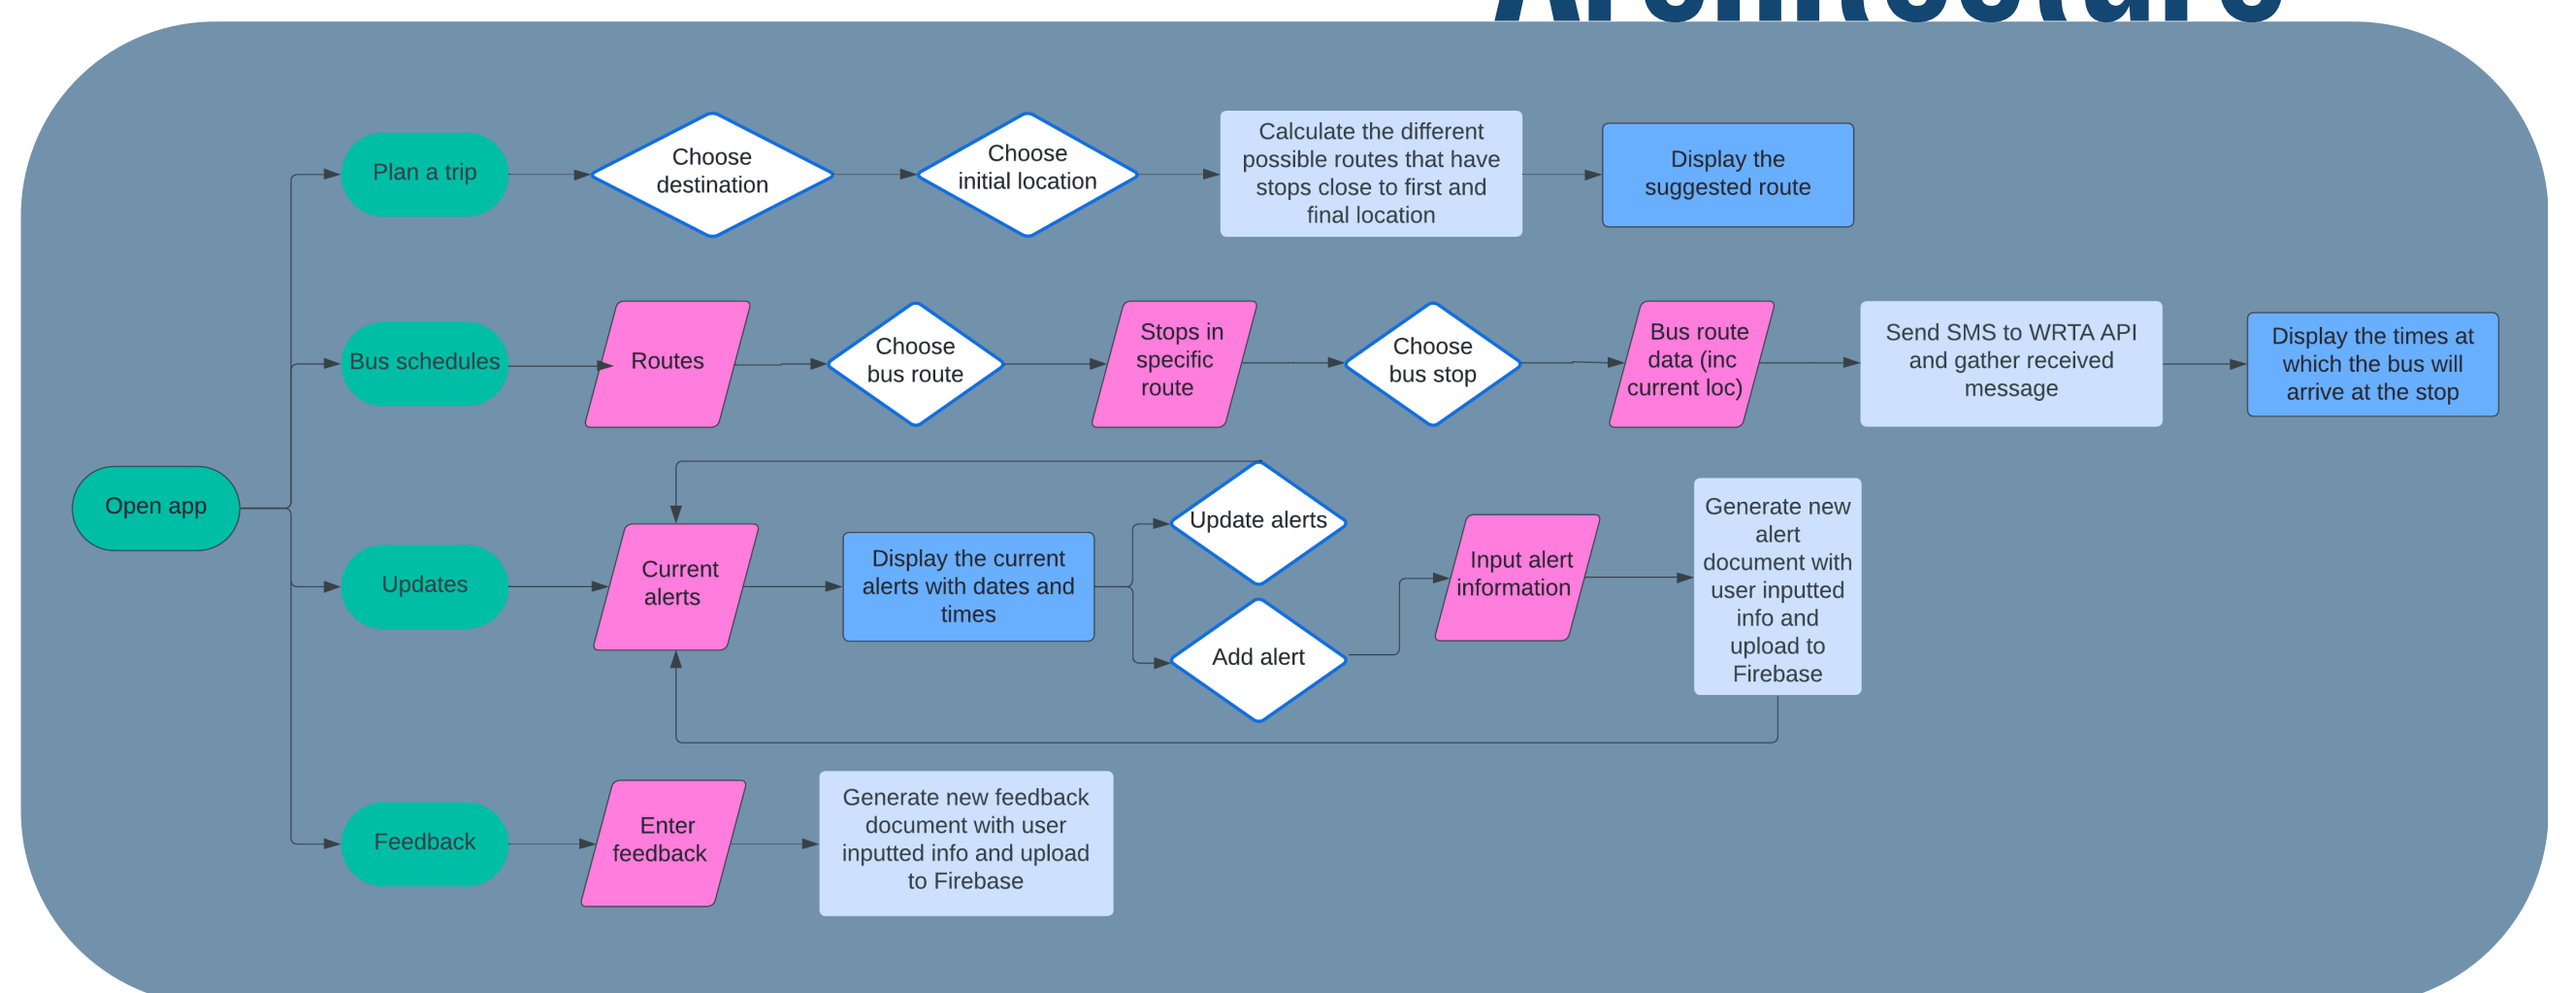 Architecture
Plan a trip
Choose
destination
Choose
initial location
Calculate the different
possible routes that have
stops close to first and
final location
Display the
suggested route
Bus schedules
Routes
Choose
bus route
Stops in
specific
route
Choose
bus stop
Bus route
data (inc
current loc)
Send SMS to WRTA API
and gather received
message
Display the times at
which the bus will
arrive at the stop
Open app
Updates
Current
alerts
Display the current
alerts with dates and
times
Update alerts
Add alert
Input alert
information
Generate new
alert
document with
user inputted
info and
upload to
Firebase
Feedback
Enter
feedback
Generate new feedback
document with user
inputted info and upload
to Firebase